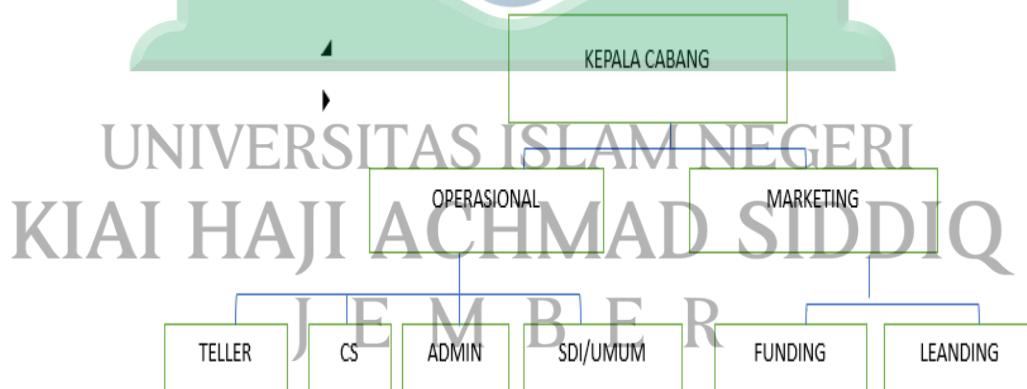 KEPALA CABANG
UNIVERSITAS ISLAM NEGERI
OPERASIONAL MARKETING
KIAI HAJI ACHMAD SIDDIQ
J E M B E R
TELLER CS ADMIN SDI/UMUM FUNDING LEANDING